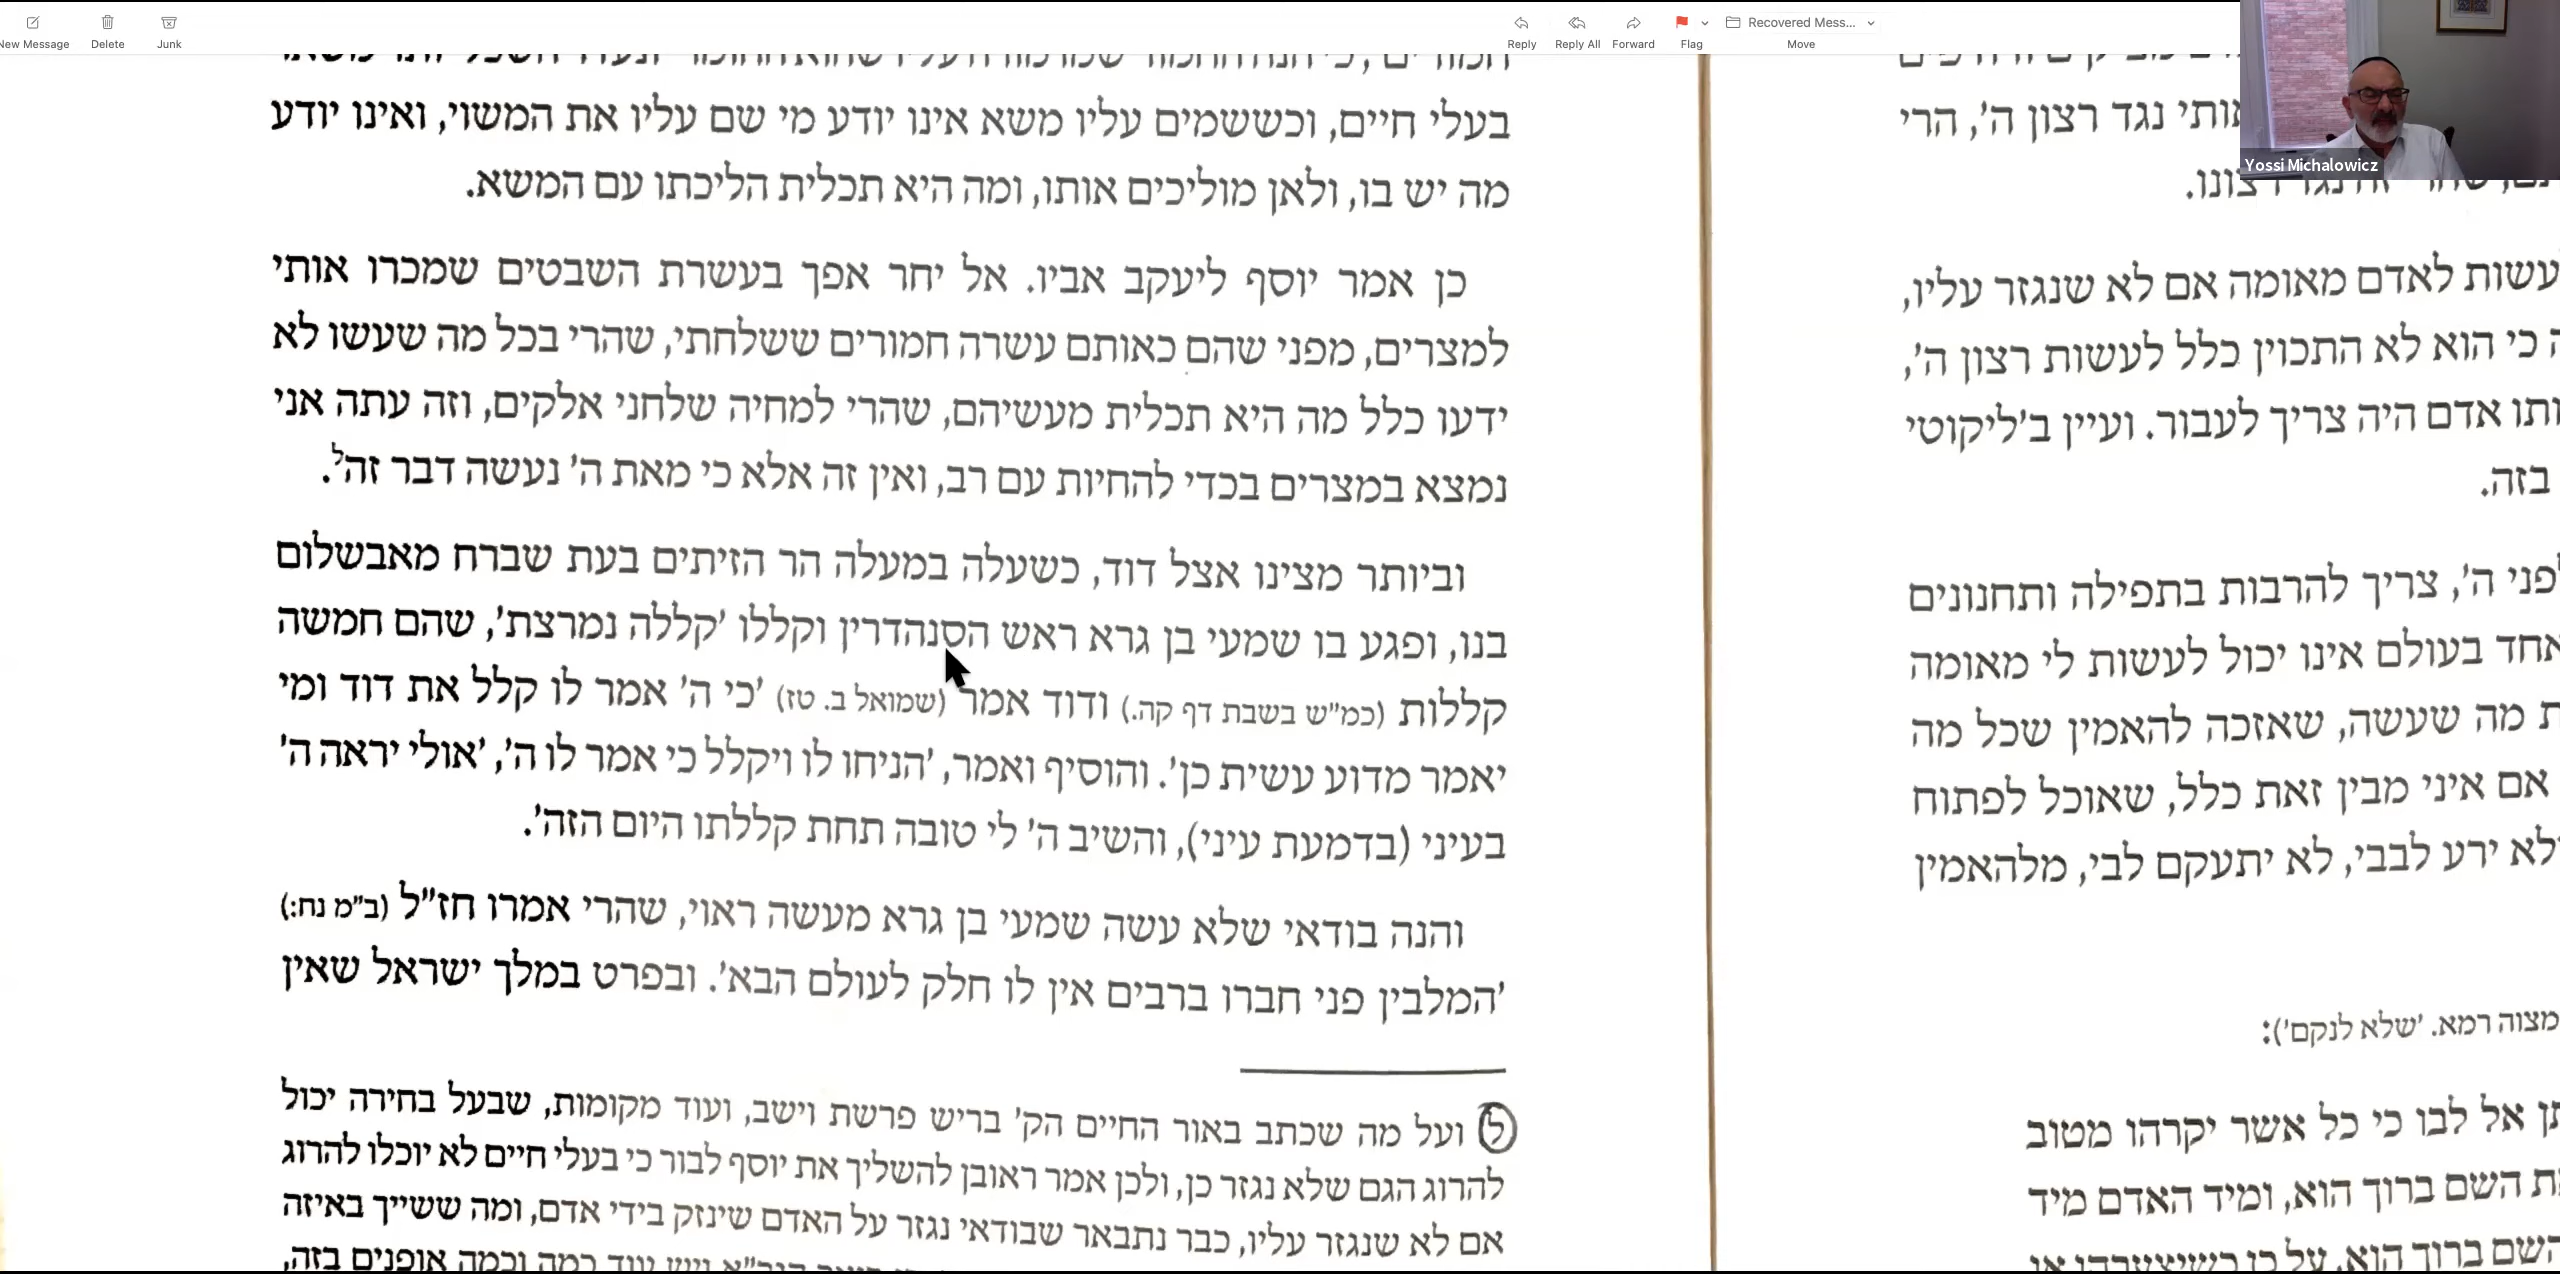 New Message
Delete
Junk
Reply
Reply All
Forward
Flag
Recovered Mess...
Move
Yossi Michalowicz
בעלי חיים, וכששמים עליו משא אינו יודע מי שם עליו את המשוי, ואינו יודע
מה יש בו, ולאן מוליכים אותו, ומה היא תכלית הליכתו עם המשא.
כן אמר יוסף ליעקב אביו. אל יחר אפך בעשרת השבטים שמכרו אותי
למצרים, מפני שהם כאותם עשרה חמורים ששלחתי, שהרי בכל מה שעשו לא
ידעו כלל מה היא תכלית מעשיהם, שהרי למחיה שלחני אלקים, וזה עתה אני
נמצא במצרים בכדי להחיות עם רב, ואין זה אלא כי מאת ה' נעשה דבר זהל.
וביותר מצינו אצל דוד, כשעלה במעלה הר הזיתים בעת שברח מאבשלום
בנו, ופגע בו שמעי בן גרא ראש הסנהדרין וקללו 'קללה נמרצת', שהם חמשה
קללות (כמ"ש בשבת דף קה.) ודוד אמר (שמואל ב. טז) 'כי ה' אמר לו קלל את דוד ומי
יאמר מדוע עשית כן'. והוסיף ואמר, 'הניחו לו ויקלל כי אמר לו ה', 'אולי יראה ה'
בעיני (בדמעת עיני), והשיב ה' לי טובה תחת קללתו היום הזה'.
והנה בודאי שלא עשה שמעי בן גרא מעשה ראוי, שהרי אמרו חז"ל (ב"מ נח:)
'המלבין פני חברו ברבים אין לו חלק לעולם הבא'. ובפרט במלך ישראל שאין
ל ועל מה שכתב באור החיים הק' בריש פרשת וישב, ועוד מקומות, שבעל בחירה יכול
להרוג הגם שלא נגזר כן, ולכן אמר ראובן להשליך את יוסף לבור כי בעלי חיים לא יוכלו להרוג
אם לא שנגזר עליו, כבר נתבאר שבודאי נגזר על האדם שינזק בידי אדם, ומה ששייך באיזה
נגד רצון ה', הרי
עשות לאדם מאומה אם לא שנגזר עליו,
כי הוא לא התכוין כלל לעשות רצון ה',
אדם היה צריך לעבור. ועיין ב'ליקוטי
בזה.
לפני ה', צריך להרבות בתפילה ותחנונים
אחד בעולם אינו יכול לעשות לי מאומה
מה שעשה, שאזכה להאמין שכל מה
אם איני מבין זאת כלל, שאוכל לפתוח
ולא ירע לבבי, לא יתעקם לבי, מלהאמין
מצוה רמא. 'שלא לנקם'):
אל לבו כי כל אשר יקרהו מטוב
השם ברוך הוא, ומיד האדם מיד